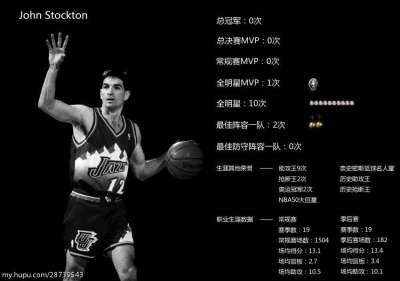 John Stockton
总冠军：0次
总决赛MVP：0次
常规赛MVP：0次
全明星MVP：1次
全明星：10次
最佳阵容一队：2次
最佳防守阵容一队：0次
生涯其他荣誉 —— 助攻王9次 奈史密斯篮球名人堂
抢断王2次 历史助攻王
奥运冠军2次 历史抢断王
NBA50大巨星
职业生涯数据 —— 常规赛 季后赛
赛季数：19 赛季数：19
常规赛场数：1504 季后赛场数：182
场均得分：13.1 场均得分：13.4
场均篮板：2.7 场均篮板：3.4
场均助攻：10.5 场均助攻：10.1
JAZZ
12
my.hupu.com/28739543